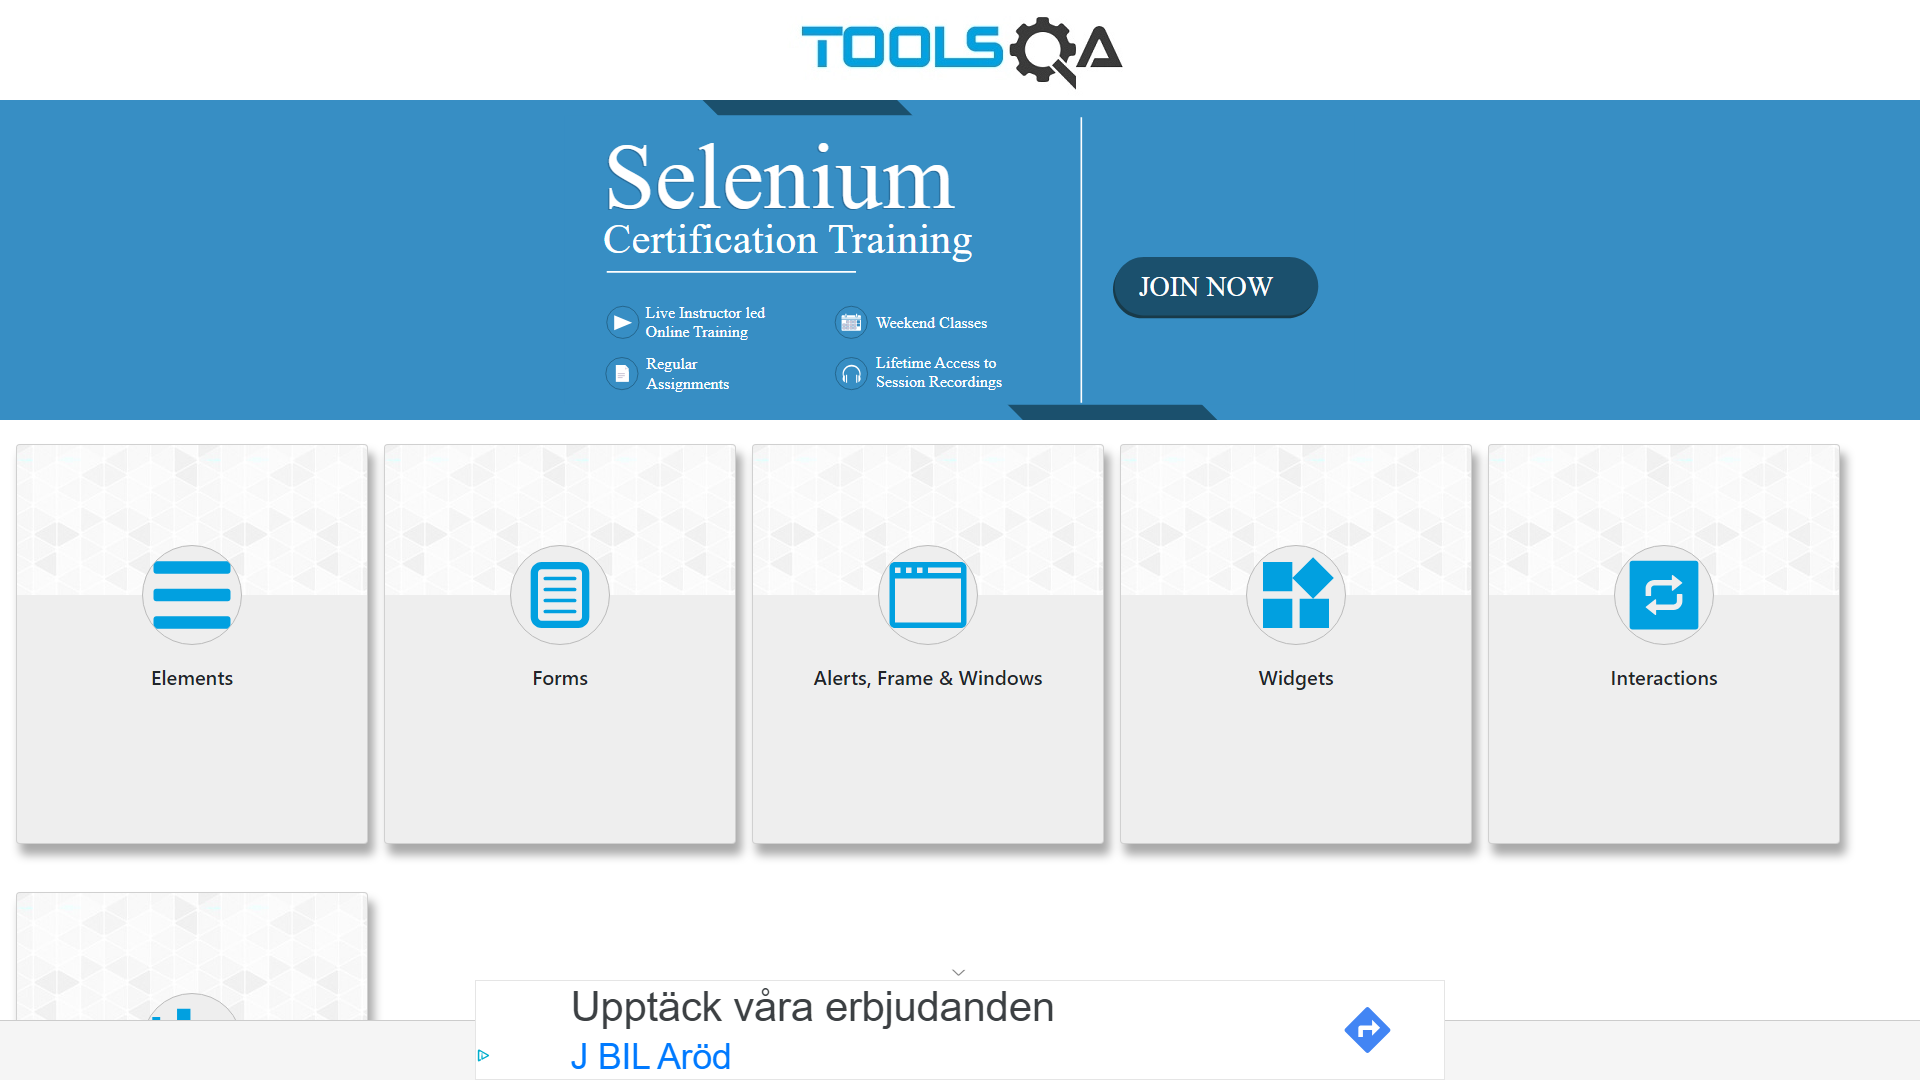 TOOLSQA
Selenium
Certification Training
JOIN NOW
Live Instructor led
Online Training
Weekend Classes
Regular
Assignments
Lifetime Access to
Session Recordings
Elements
Forms
Alerts, Frame & Windows
Widgets
Interactions
Upptäck våra erbjudanden
J BIL Aröd